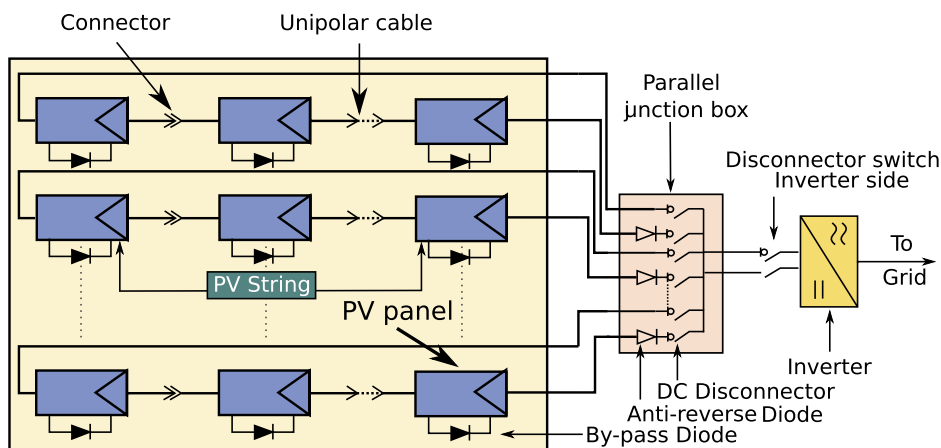 Connector
Unipolar cable
Parallel
junction box
Disconnector switch
Inverter side
To
Grid
PV String
PV panel
Inverter
DC Disconnector
Anti-reverse Diode
By-pass Diode